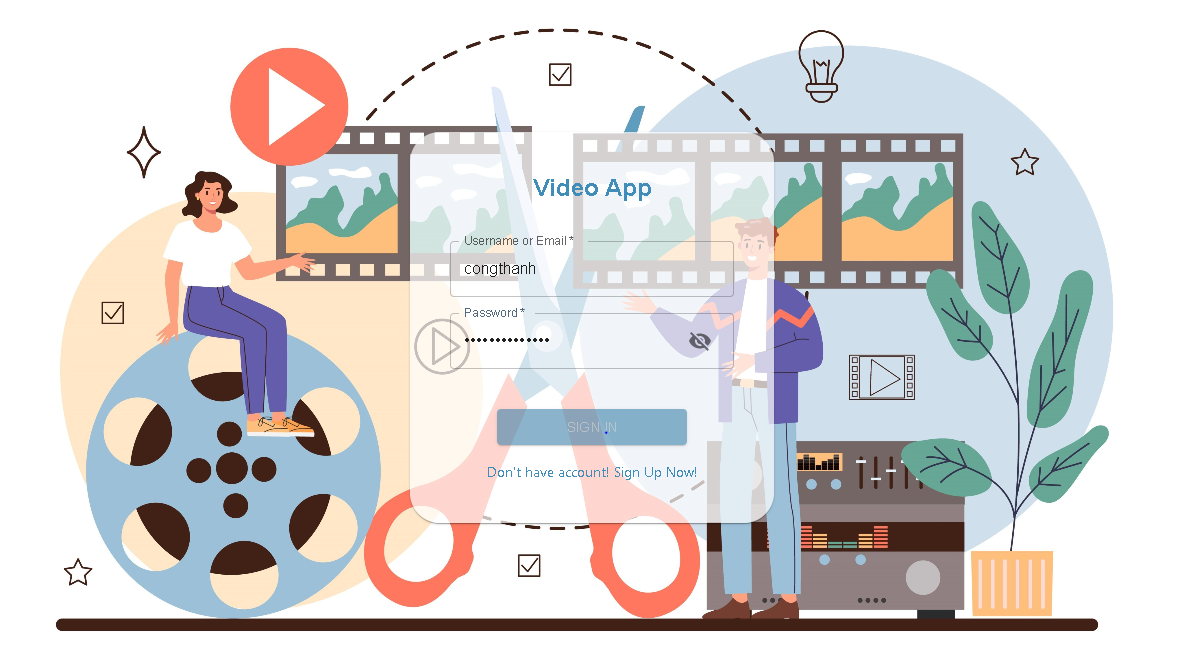 Video App
Username or Email*
congthanh
Password*
••••••••••••••
SIGN IN
Don't have account! Sign Up Now!